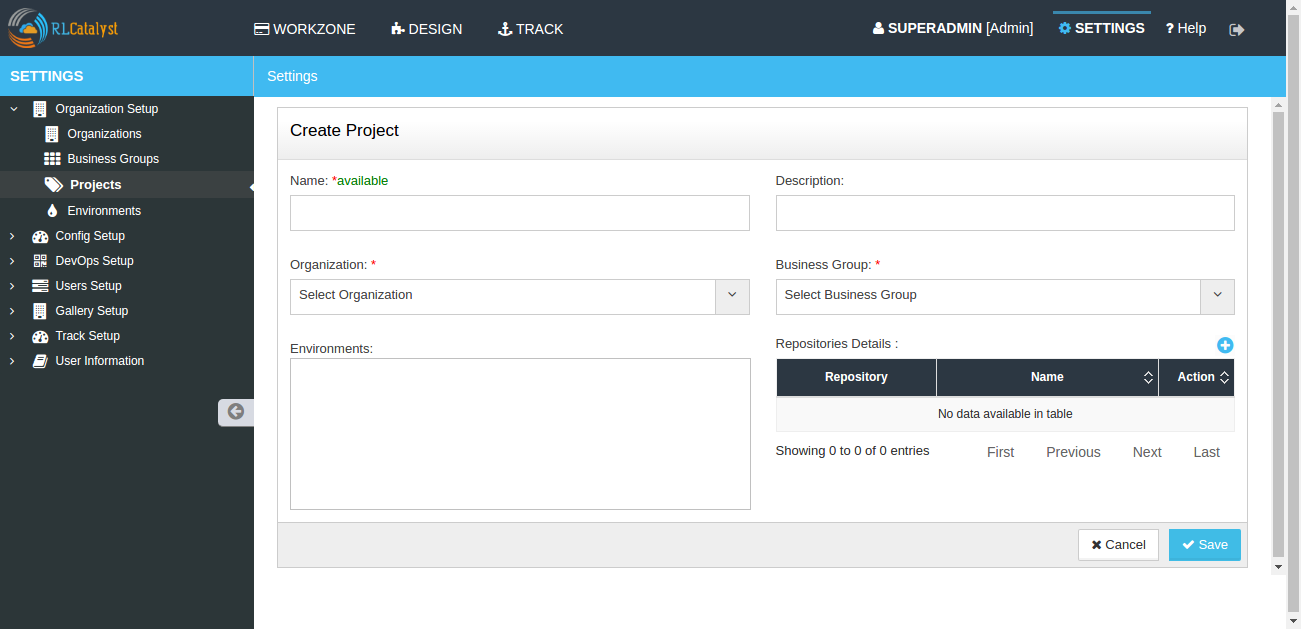 RLCatalyst WORKZONE DESIGN TRACK SUPERADMIN [Admin] SETTINGS ? Help
SETTINGS Settings
Organization Setup
Organizations
Business Groups
Projects
Environments
Config Setup
DevOps Setup
Users Setup
Gallery Setup
Track Setup
User Information
Create Project
Name: *available Description:
Organization: * Business Group: *
Select Organization Select Business Group
Environments: Repositories Details :
Repository Name Action
No data available in table
Showing 0 to 0 of 0 entries First Previous Next Last
Cancel Save